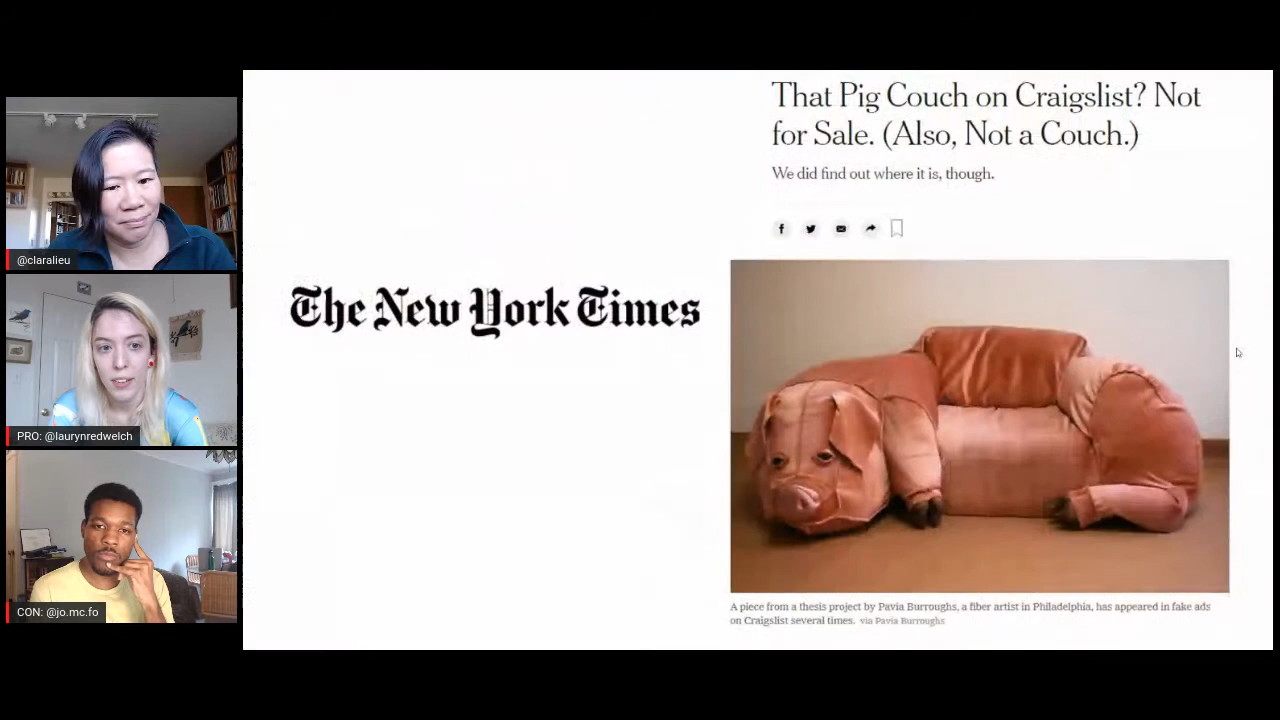 @claralieu
PRO: @laurynredwelch
CON: @jo.mc.fo
The New York Times
That Pig Couch on Craigslist? Not
for Sale. (Also, Not a Couch.)
We did find out where it is, though.
A piece from a thesis project by Pavia Burroughs, a fiber artist in Philadelphia, has appeared in fake ads
on Craigslist several times. via Pavia Burroughs